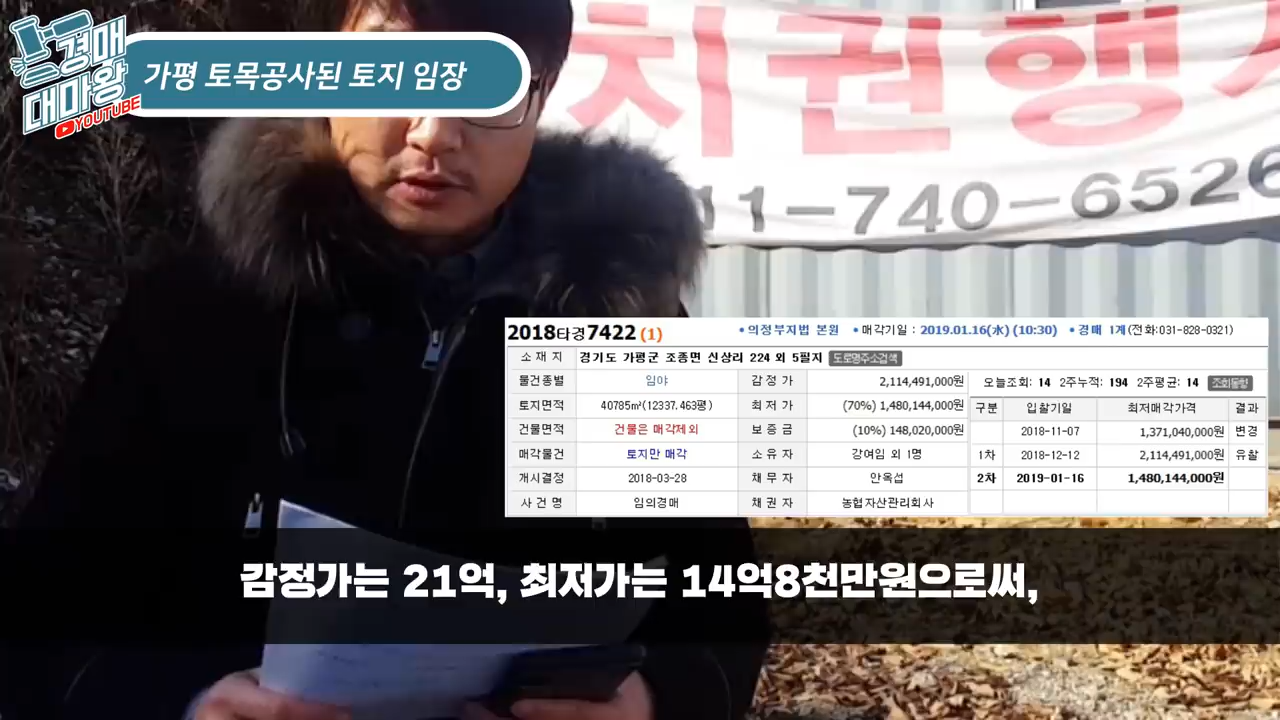 경매
대마왕
YOUTUBE
가평 토목공사된 토지 임장
치권행
11-740-6526
2018타경7422 (1)
•의정부지법 본원 •매각기일 : 2019.01.16(水) (10:30) •경매 1계(전화:031-828-0321)
소재지 경기도 가평군 조종면 신상리 224 외 5필지 도로명주소검색
물건종별 임야 감정가 2,114,491,000원 오늘조회: 14 2주누적: 194 2주평균: 14 조회동향
토지면적 40785㎡(12337.463평) 최저가 (70%) 1,480,144,000원 구분 입찰기일 최저매각가격 결과
건물면적 건물은 매각제외 보증금 (10%) 148,020,000원 2018-11-07 1,371,040,000원 변경
매각물건 토지만 매각 소유자 강여임 외 1명 1차 2018-12-12 2,114,491,000원 유찰
개시결정 2018-03-28 채무자 안옥섭 2차 2019-01-16 1,480,144,000원
사건명 임의경매 채권자 농협자산관리회사
감정가는 21억, 최저가는 14억8천만원으로써,